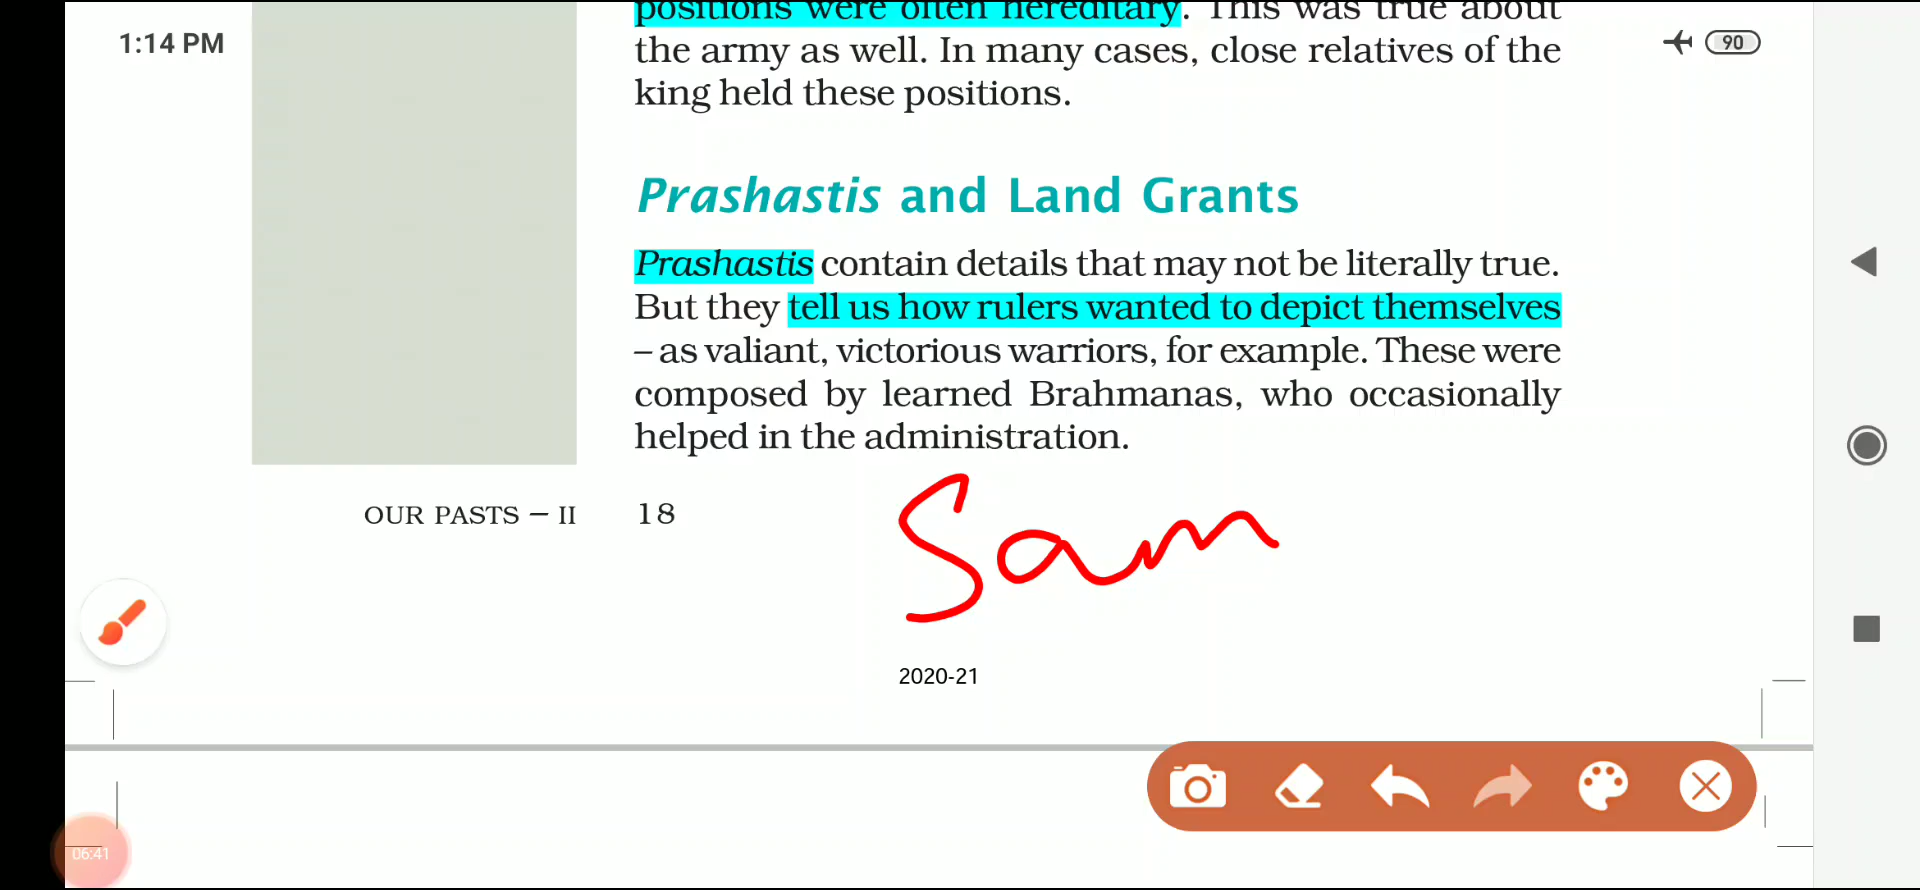 positions were often hereditary. This was true about
1:14 PM
90
the army as well. In many cases, close relatives of the
king held these positions.
Prashastis and Land Grants
Prashastis contain details that may not be literally true.
But they tell us how rulers wanted to depict themselves
– as valiant, victorious warriors, for example. These were
composed by learned Brahmanas, who occasionally
helped in the administration.
OUR PASTS – II 18
Sam
2020-21
06:41